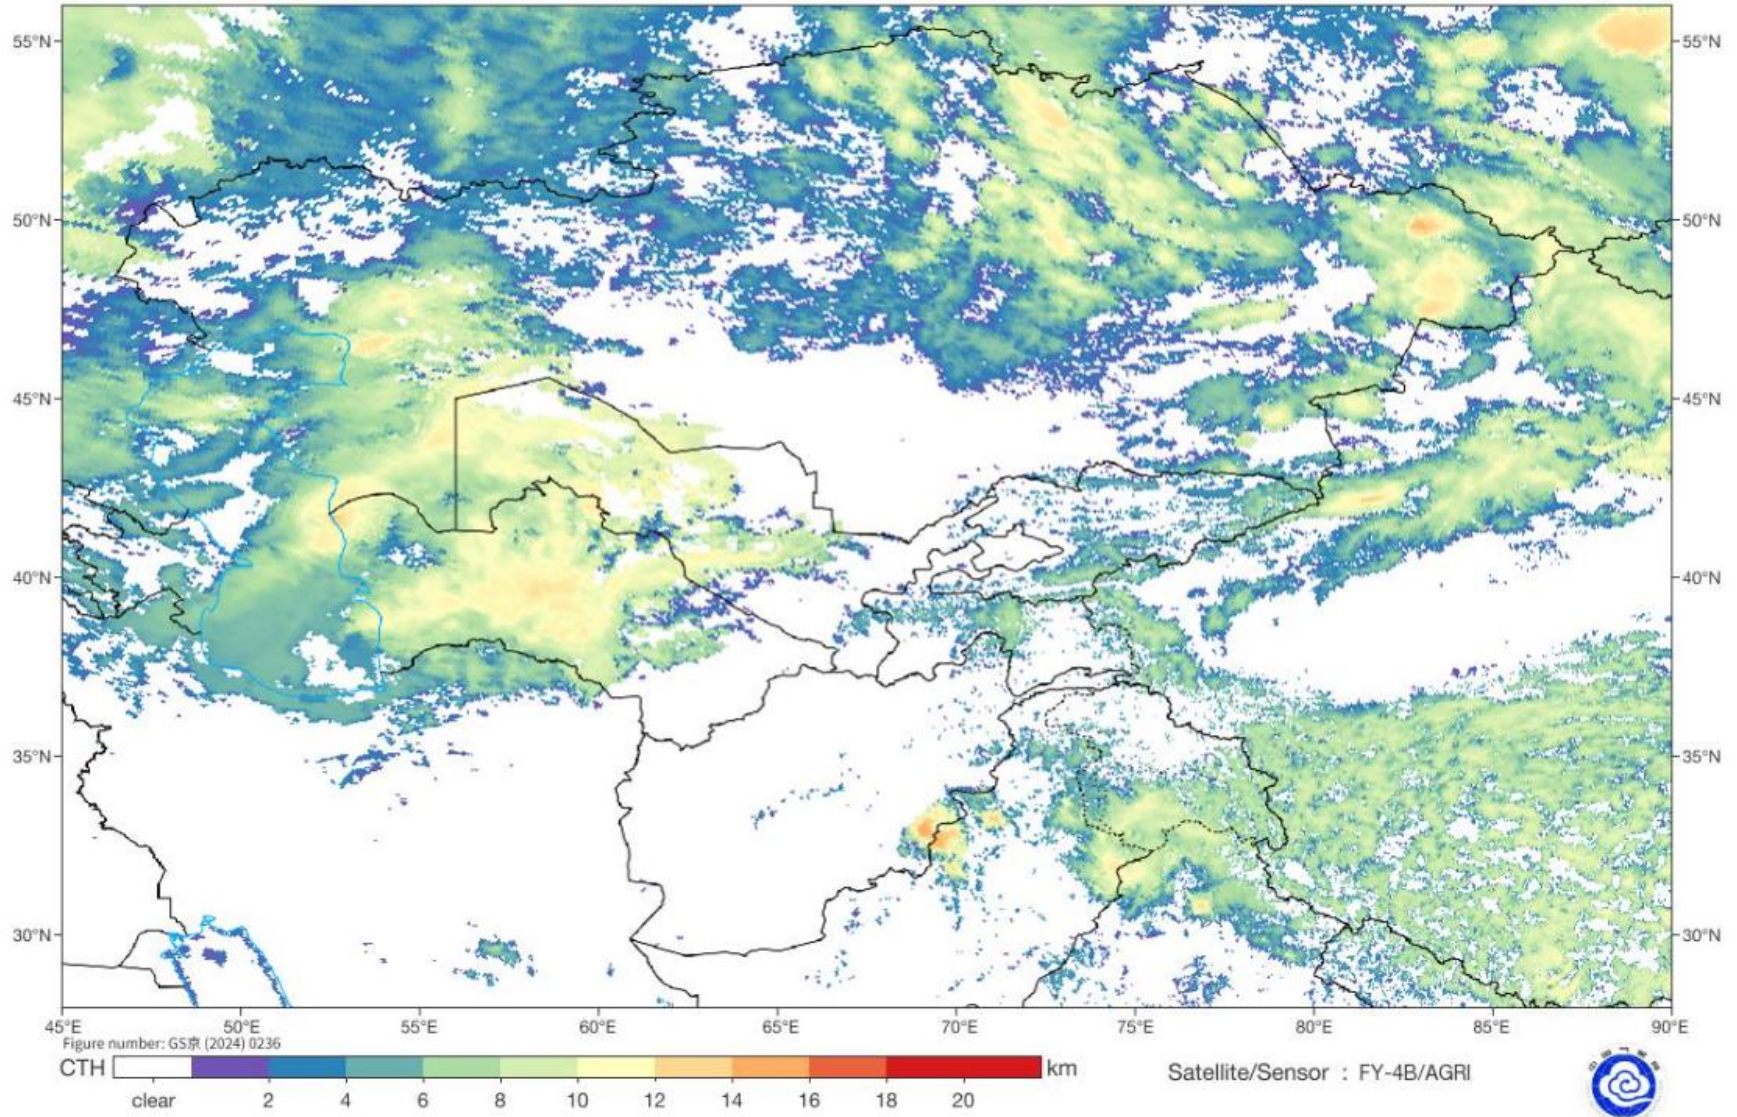 55°N 55°N
50°N 50°N
45°N 45°N
40°N 40°N
35°N 35°N
30°N 30°N
45°E 50°E 55°E 60°E 65°E 70°E 75°E 80°E 85°E 90°E
Figure number: GS京 (2024) 0236
CTH km
Satellite/Sensor : FY-4B/AGRI
clear 2 4 6 8 10 12 14 16 18 20